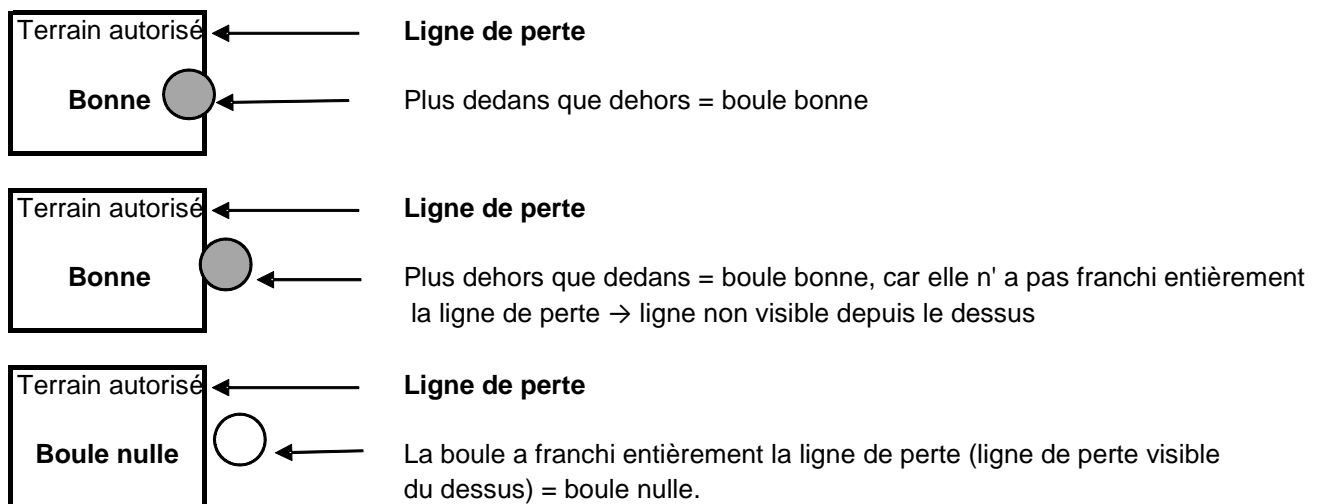 Terrain autorisé Ligne de perte
Bonne Plus dedans que dehors = boule bonne
Terrain autorisé Ligne de perte
Bonne Plus dehors que dedans = boule bonne, car elle n' a pas franchi entièrement
la ligne de perte → ligne non visible depuis le dessus
Terrain autorisé Ligne de perte
Boule nulle La boule a franchi entièrement la ligne de perte (ligne de perte visible
du dessus) = boule nulle.